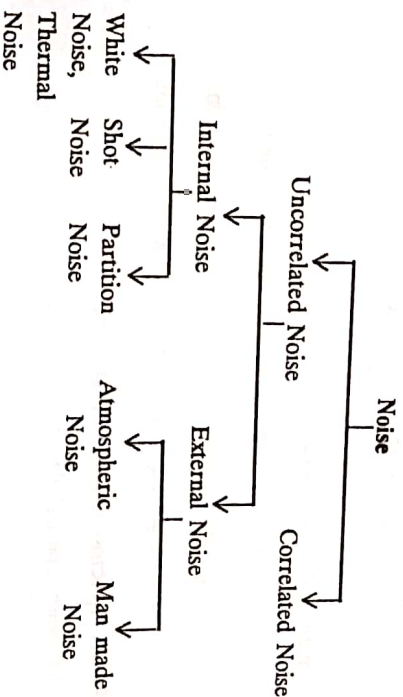 Noise
Uncorrelated Noise
Correlated Noise
Internal Noise
External Noise
White
Noise,
Thermal
Noise
Shot
Noise
Partition
Noise
Atmospheric
Noise
Man made
Noise